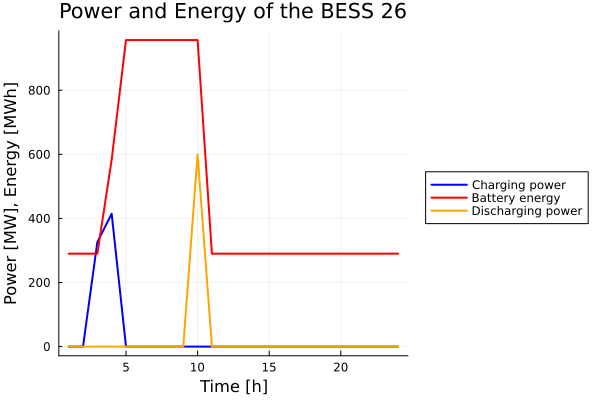 Power and Energy of the BESS 26
Power [MW], Energy [MWh]
800
600
400
200
0
5
10
15
20
Time [h]
Charging power
Battery energy
Discharging power